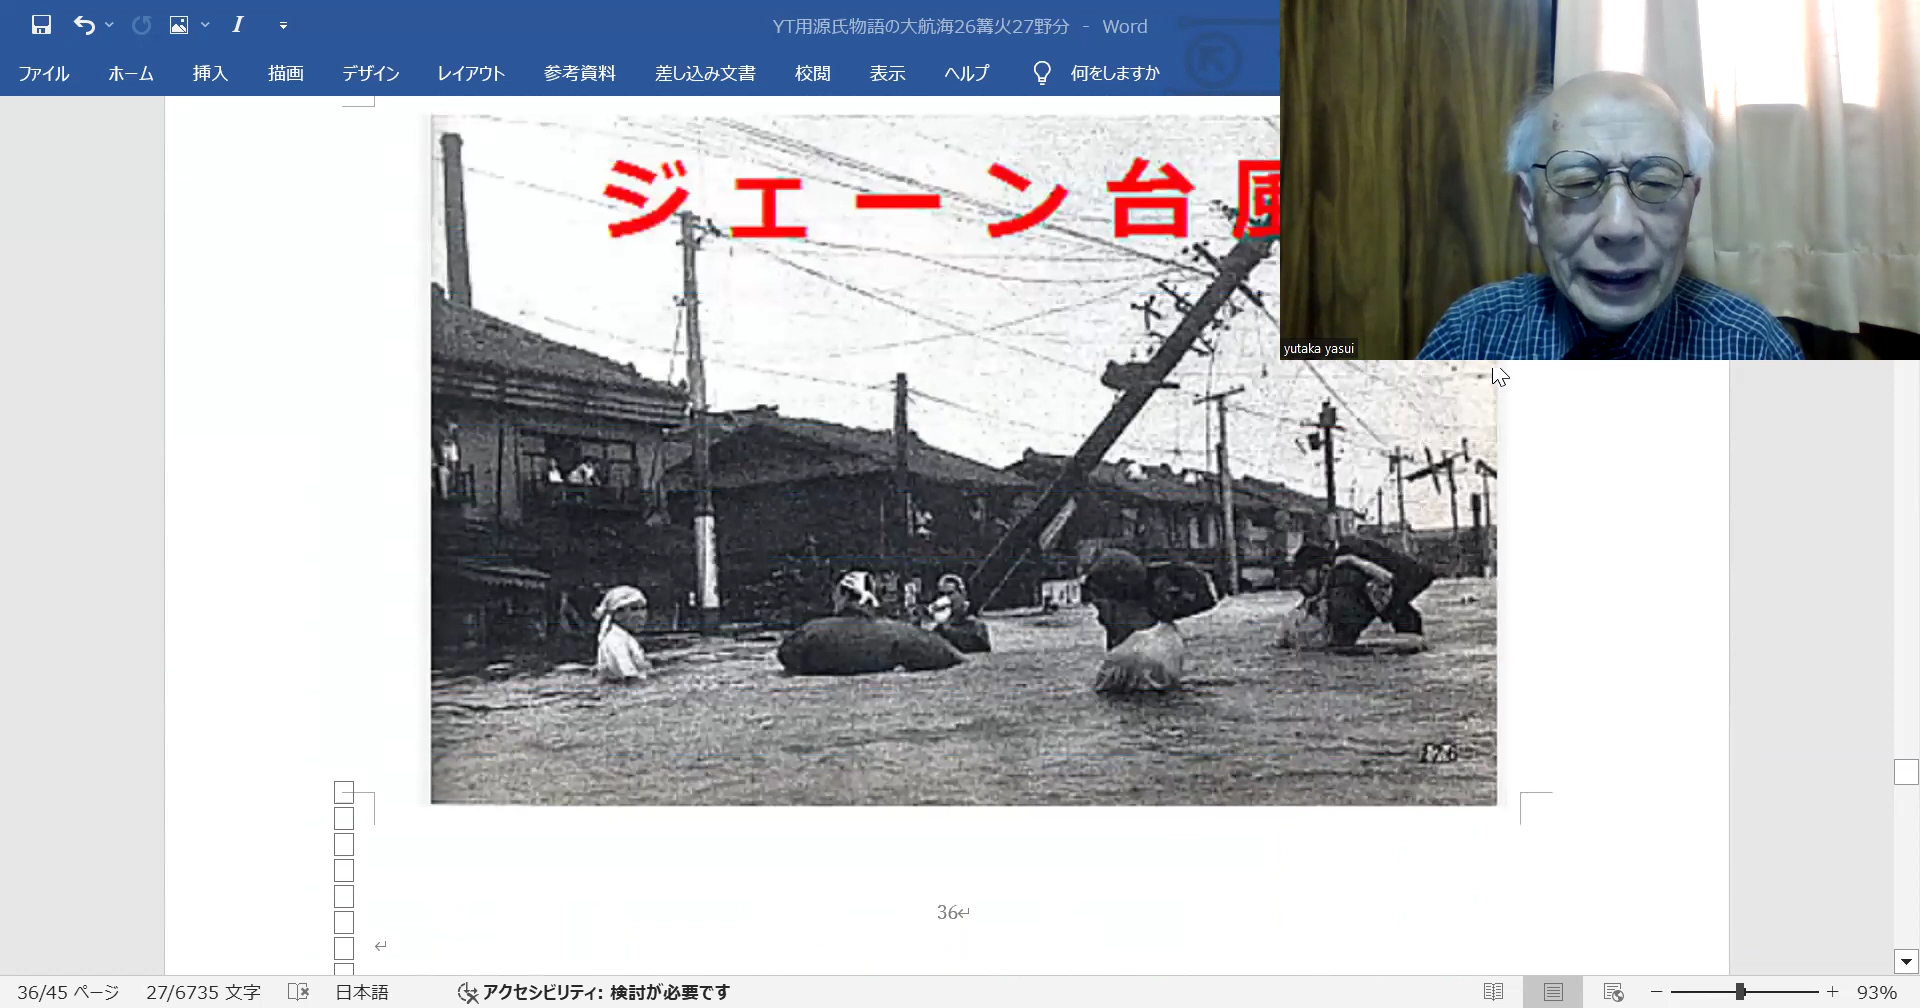 YT用源氏物語の大航海26篝火27野分 - Word
ファイル ホーム 挿入 描画 デザイン レイアウト 参考資料 差し込み文書 校閲 表示 ヘルプ 何をしますか
ジェーン台風
yutaka yasui
176
36
36/45 ページ 27/6735 文字 日本語 アクセシビリティ: 検討が必要です 93%